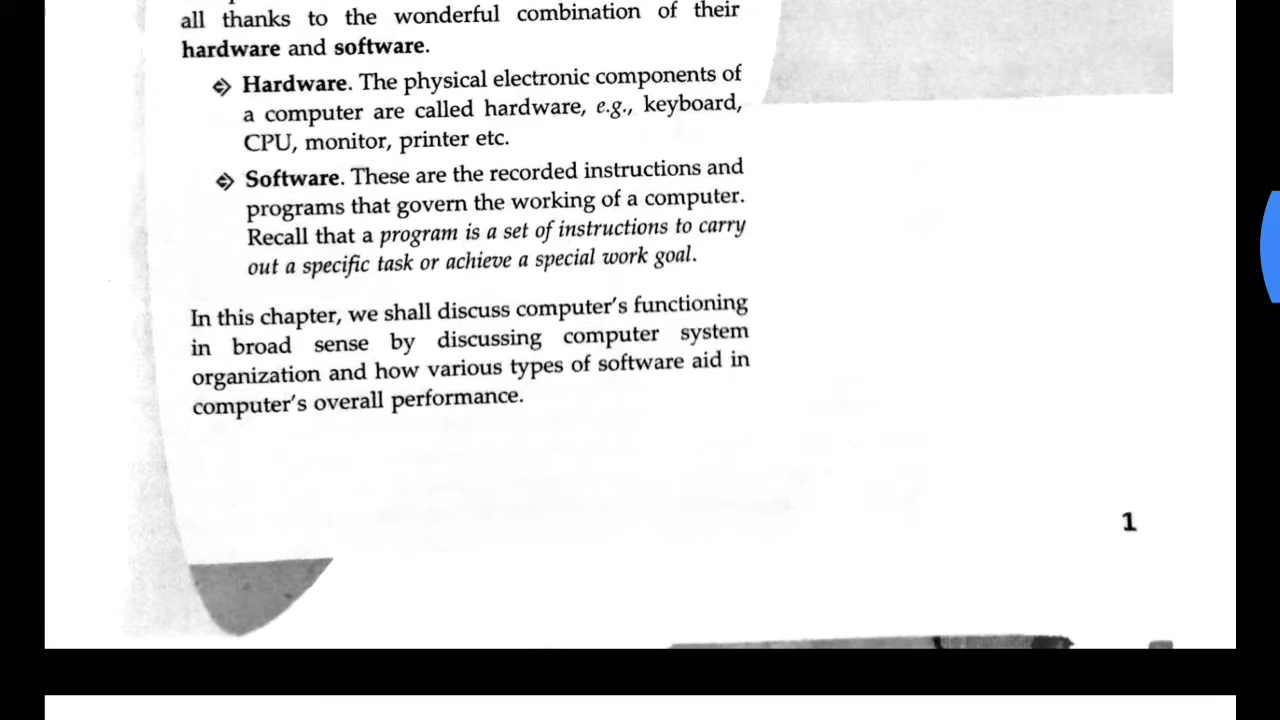 all thanks to the wonderful combination of their
hardware and software.
Hardware. The physical electronic components of
a computer are called hardware, e.g., keyboard,
CPU, monitor, printer etc.
Software. These are the recorded instructions and
programs that govern the working of a computer.
Recall that a program is a set of instructions to carry
out a specific task or achieve a special work goal.
In this chapter, we shall discuss computer's functioning
in broad sense by discussing computer system
organization and how various types of software aid in
computer's overall performance.
1